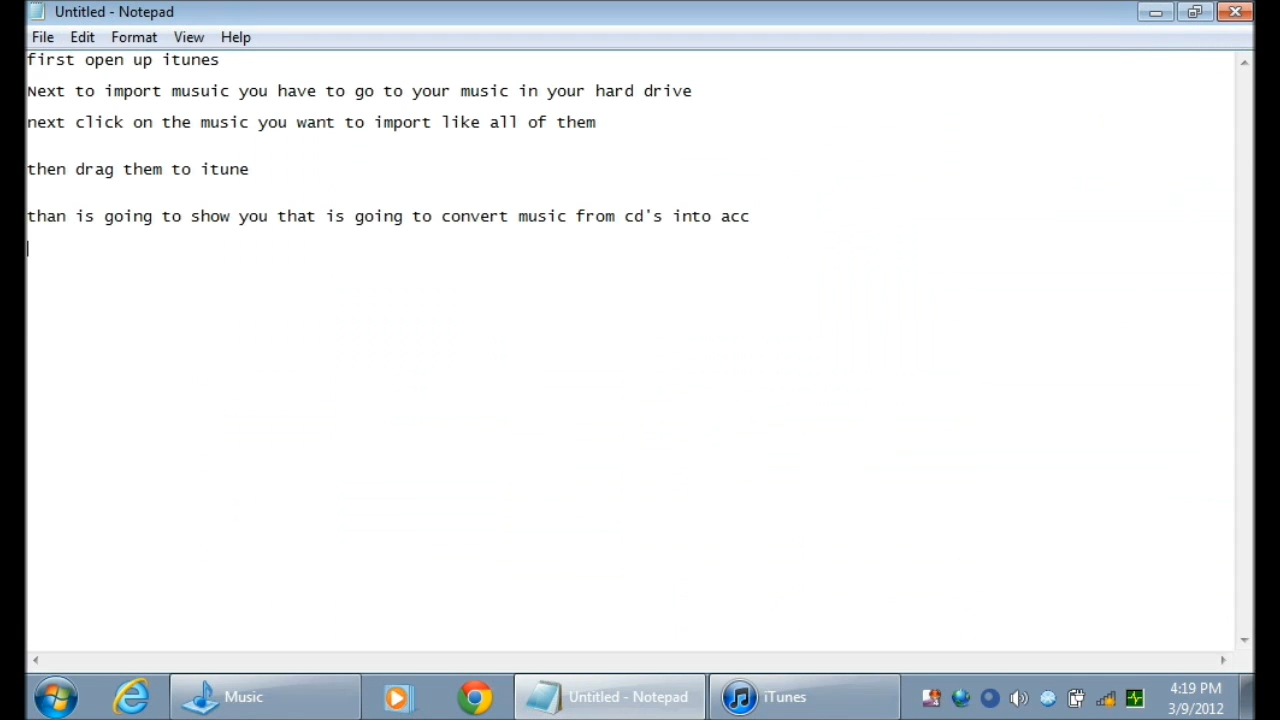 Untitled - Notepad
File Edit Format View Help
first open up itunes
Next to import musuic you have to go to your music in your hard drive
next click on the music you want to import like all of them
then drag them to itune
than is going to show you that is going to convert music from cd's into acc
Music Untitled - Notepad iTunes 4:19 PM
3/9/2012